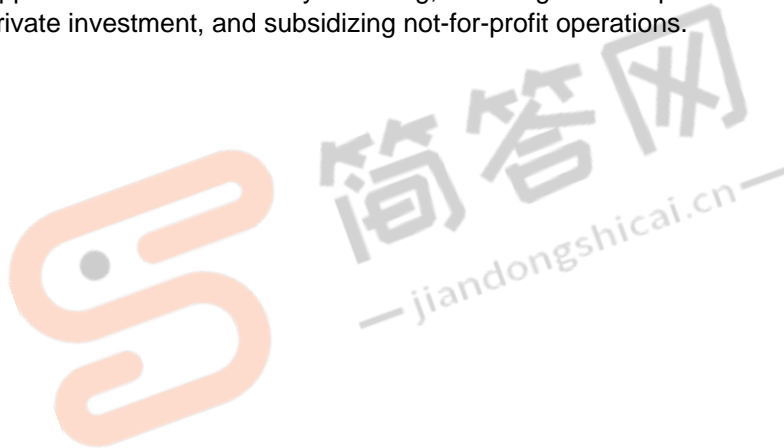 rivate investment, and subsidizing not-for-profit operations.
简答网
jiandongshicai.cn